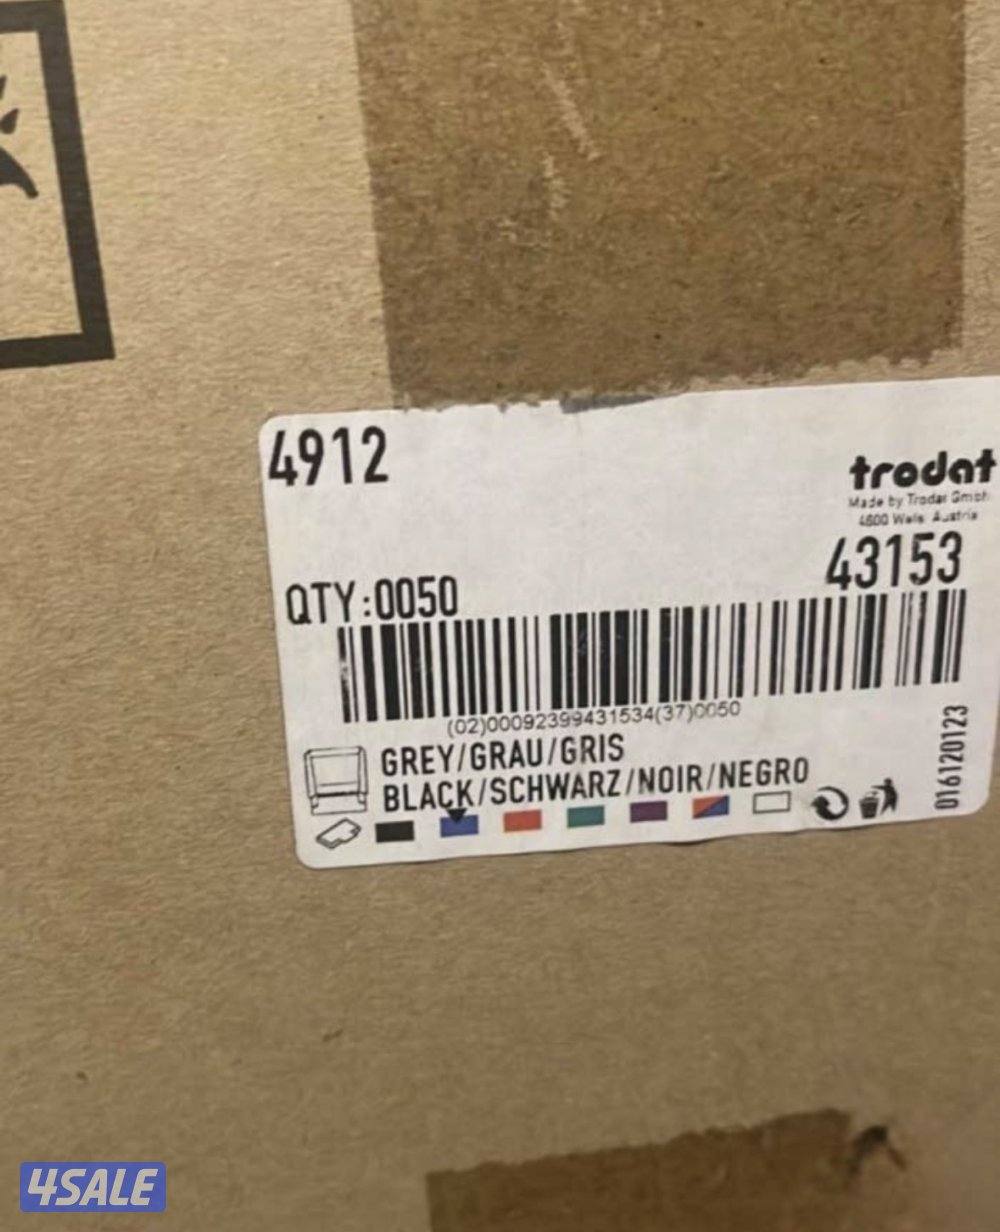 4912
trodat
Made by Trodat GmbH
4600 Wels Austria
43153
QTY:0050
(02)00092399431534(37)0050
GREY/GRAU/GRIS
BLACK/SCHWARZ/NOIR/NEGRO
016120123
4SALE